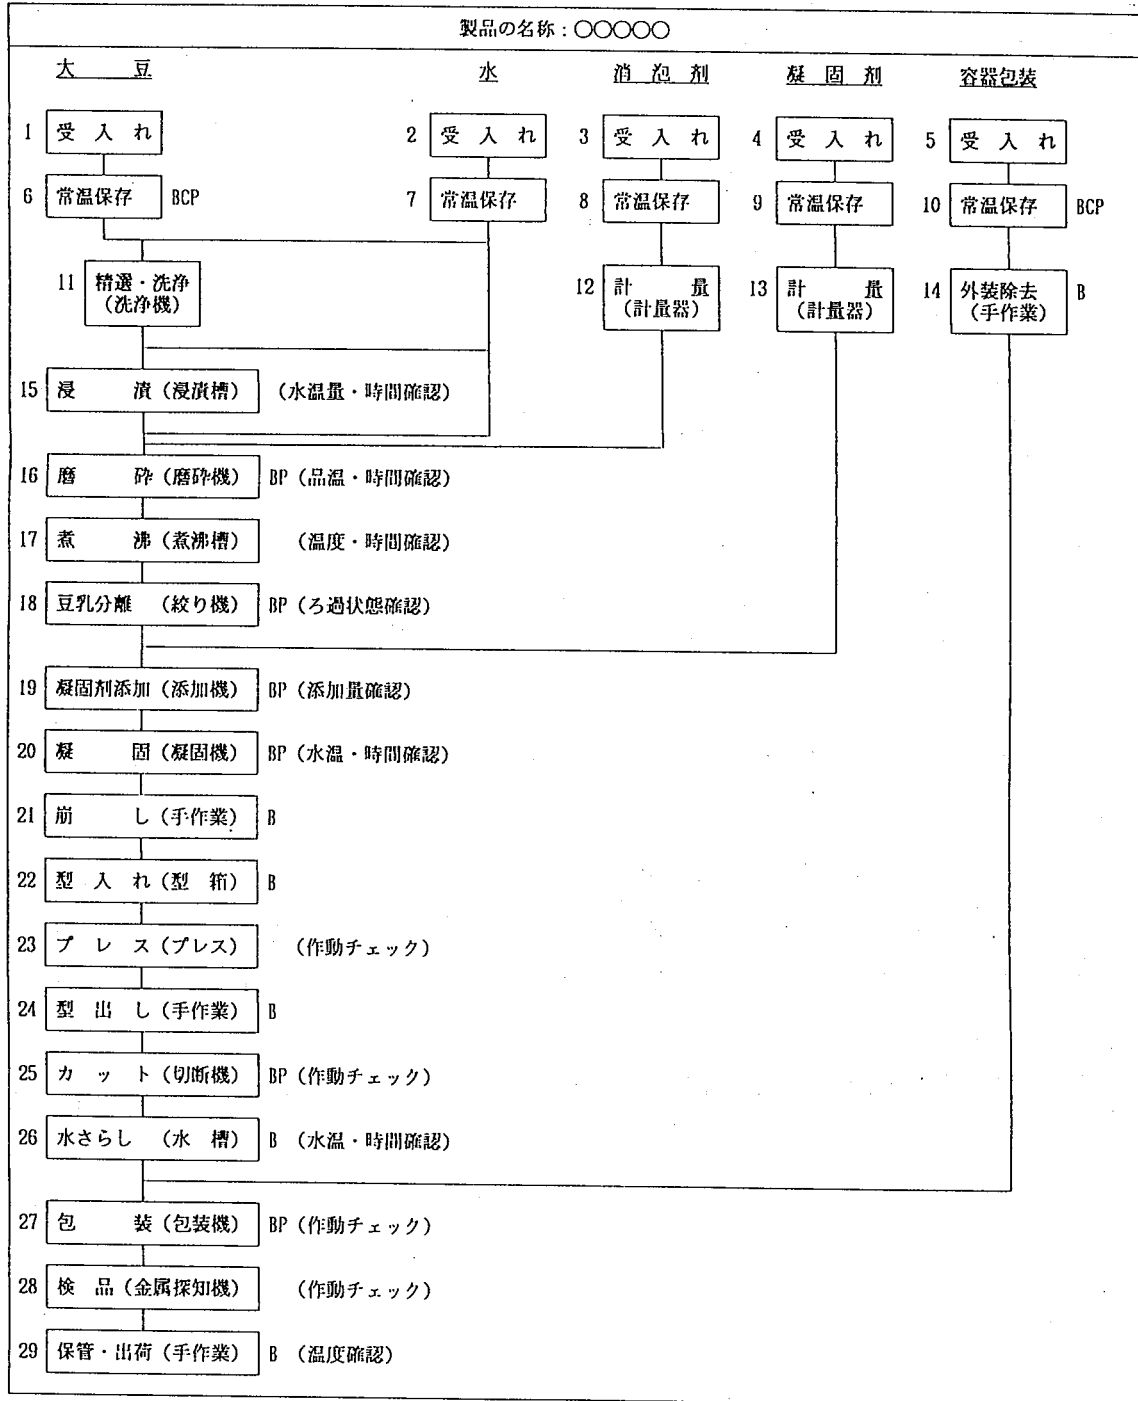 製品の名称：○○○○○
大　豆　水　消泡剤　凝固剤　容器包装
1 受入れ　2 受入れ　3 受入れ　4 受入れ　5 受入れ
6 常温保存 BCP　7 常温保存　8 常温保存　9 常温保存　10 常温保存 BCP
11 精選・洗浄　12 計量　13 計量　14 外装除去 B
（洗浄機）　（計量器）　（計量器）　（手作業）
15 浸漬（浸漬槽）（水温量・時間確認）
16 磨砕（磨砕機）BP（品温・時間確認）
17 煮沸（煮沸槽）（温度・時間確認）
18 豆乳分離（絞り機）BP（ろ過状態確認）
19 凝固剤添加（添加機）BP（添加量確認）
20 凝固（凝固機）BP（水温・時間確認）
21 崩し（手作業）B
22 型入れ（型箱）B
23 プレス（プレス）（作動チェック）
24 型出し（手作業）B
25 カット（切断機）BP（作動チェック）
26 水さらし（水槽）B（水温・時間確認）
27 包装（包装機）BP（作動チェック）
28 検品（金属探知機）（作動チェック）
29 保管・出荷（手作業）B（温度確認）